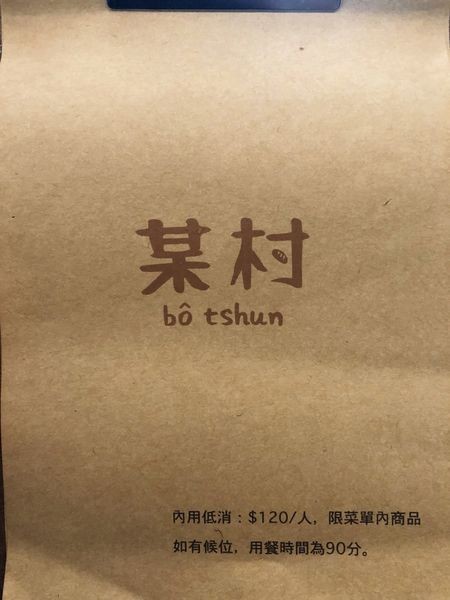 某村
bô tshun
內用低消：$120/人，限菜單內商品
如有候位，用餐時間為90分。